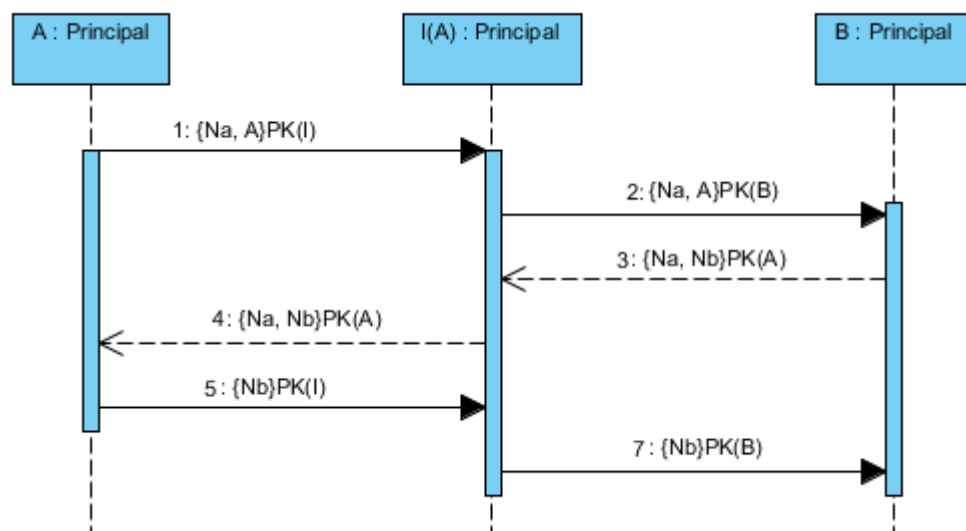 A : Principal
I(A) : Principal
B : Principal
1: {Na, A}PK(I)
2: {Na, A}PK(B)
3: {Na, Nb}PK(A)
4: {Na, Nb}PK(A)
5: {Nb}PK(I)
7: {Nb}PK(B)